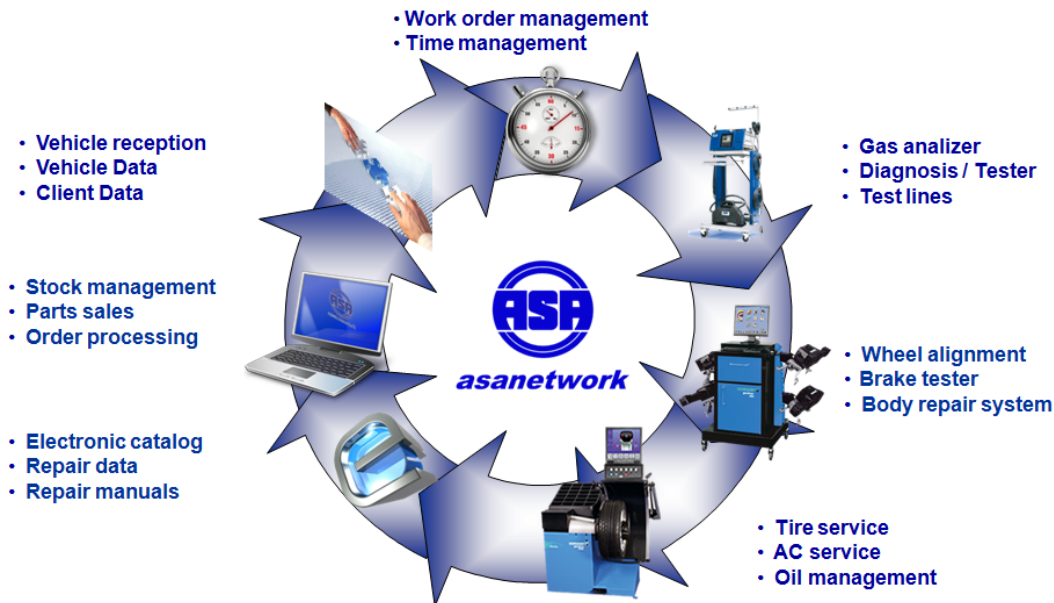 • Work order management
• Time management
• Vehicle reception
• Vehicle Data
• Client Data
• Gas analizer
• Diagnosis / Tester
• Test lines
• Stock management
• Parts sales
• Order processing
ASA
asanetwork
• Wheel alignment
• Brake tester
• Body repair system
• Electronic catalog
• Repair data
• Repair manuals
• Tire service
• AC service
• Oil management